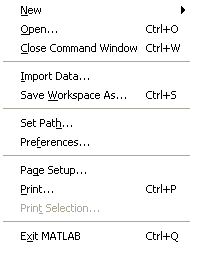 New
Open... Ctrl+O
Close Command Window Ctrl+W
Import Data...
Save Workspace As... Ctrl+S
Set Path...
Preferences...
Page Setup...
Print... Ctrl+P
Print Selection...
Exit MATLAB Ctrl+Q